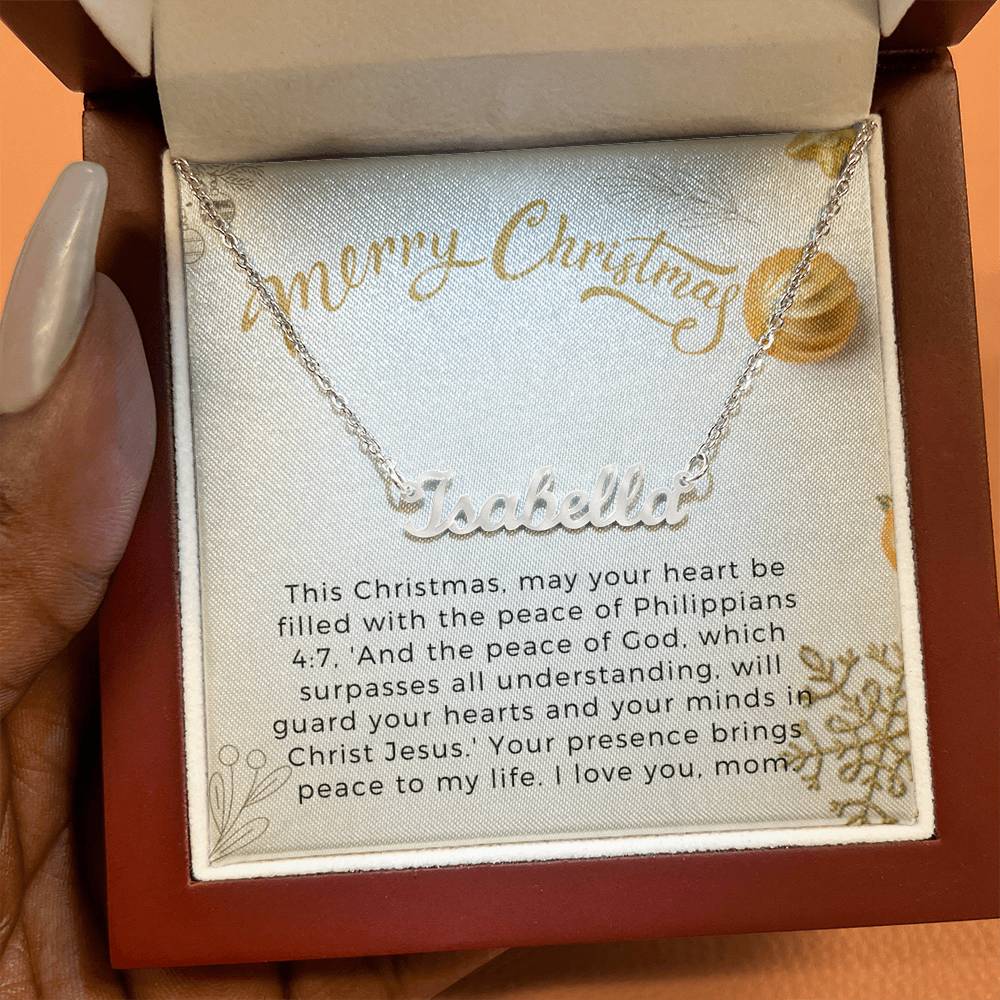 Merry Christmas
Isabella
This Christmas, may your heart be
filled with the peace of Philippians
4:7, 'And the peace of God, which
surpasses all understanding, will
guard your hearts and your minds in
Christ Jesus.' Your presence brings
peace to my life. I love you, mom.